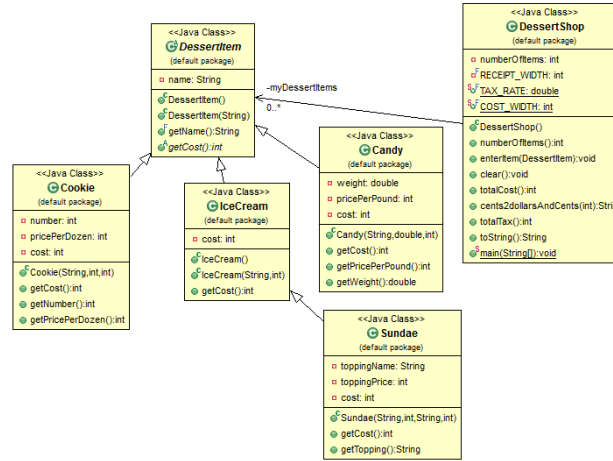 <<Java Class>>
DessertItem
(default package)
name: String
DessertItem()
DessertItem(String)
getName():String
getCost():int
-myDessertItems
0..*
<<Java Class>>
DessertShop
(default package)
numberOfItems: int
RECEIPT_WIDTH: int
TAX_RATE: double
COST_WIDTH: int
DessertShop()
numberOfItems():int
enterItem(DessertItem):void
clear():void
totalCost():int
cents2dollarsAndCents(int):Stri
totalTax():int
toString():String
main(String[]):void
<<Java Class>>
Candy
(default package)
weight: double
pricePerPound: int
cost: int
Candy(String,double,int)
getCost():int
getPricePerPound():int
getWeight():double
<<Java Class>>
Cookie
(default package)
number: int
pricePerDozen: int
cost: int
Cookie(String,int,int)
getCost():int
getNumber():int
getPricePerDozen():int
<<Java Class>>
IceCream
(default package)
cost: int
IceCream()
IceCream(String,int)
getCost():int
<<Java Class>>
Sundae
(default package)
toppingName: String
toppingPrice: int
cost: int
Sundae(String,int,String,int)
getCost():int
getTopping():String